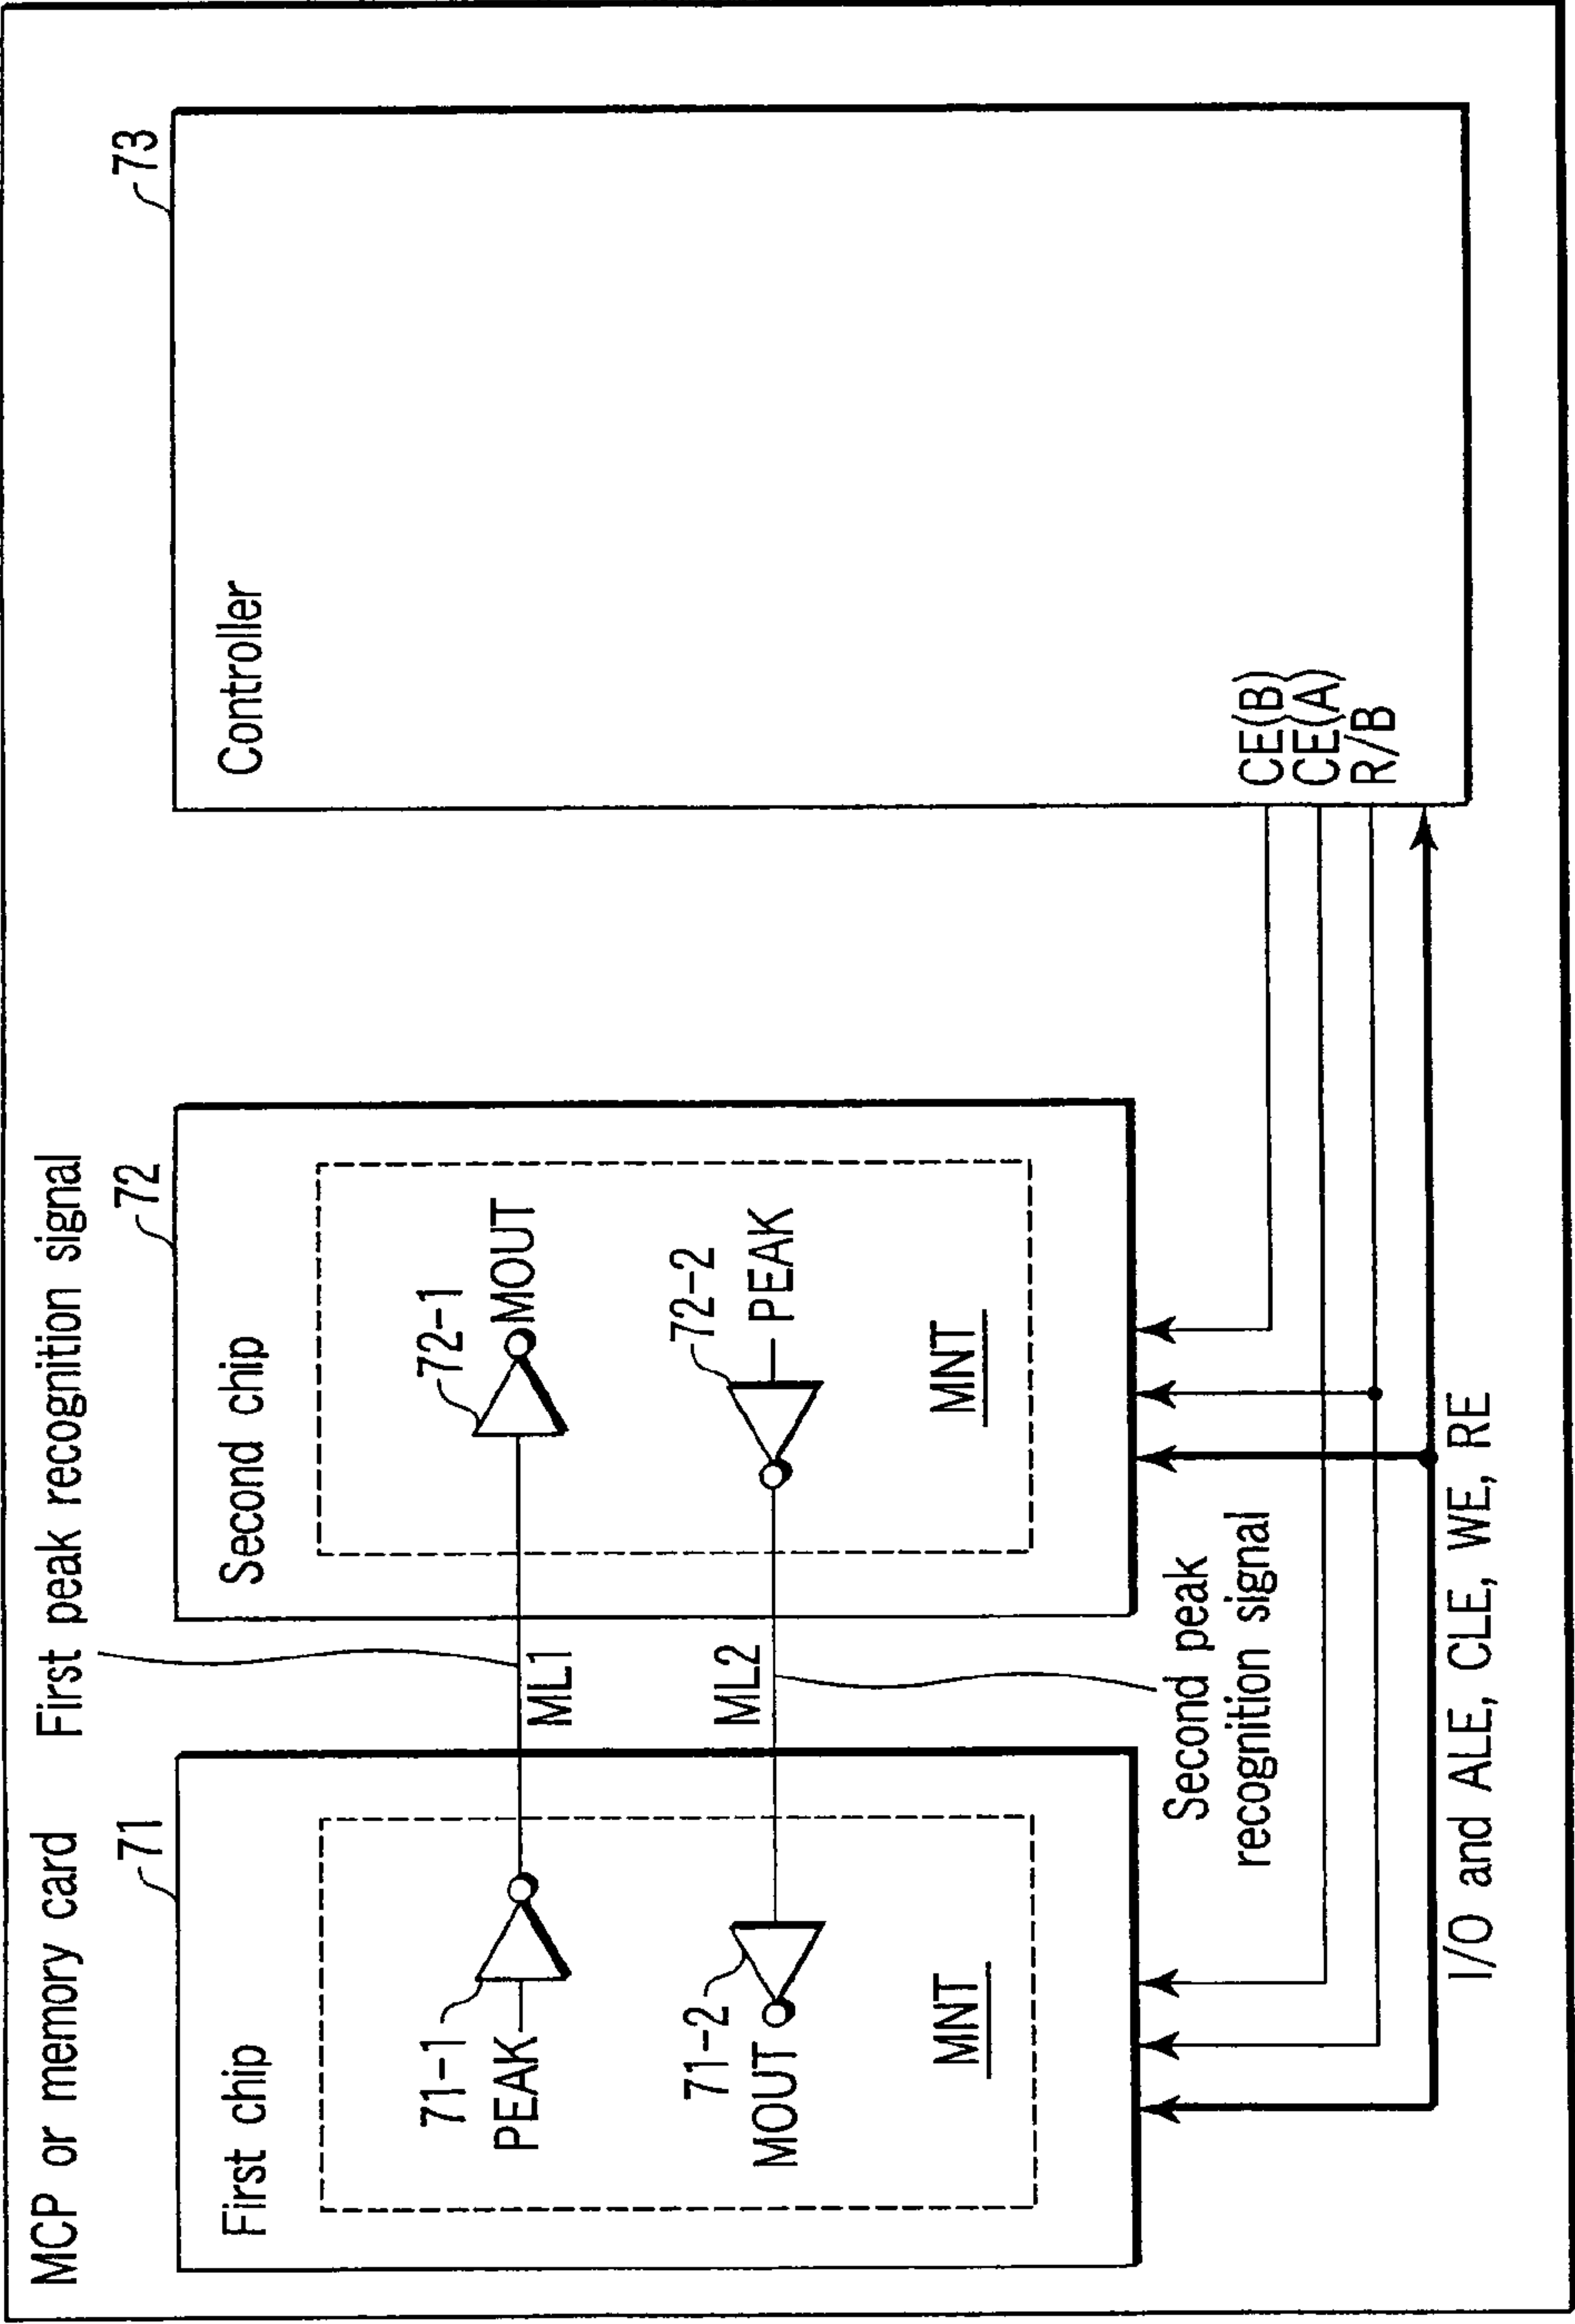 MCP or memory card
First peak recognition signal
71
72
73
First chip
Second chip
Controller
71-1
PEAK
ML1
72-1
MOUT
71-2
MOUT
ML2
72-2
PEAK
MNT
MNT
Second peak
recognition signal
CE(B)
CE(A)
R/B
I/O and ALE, CLE, WE, RE